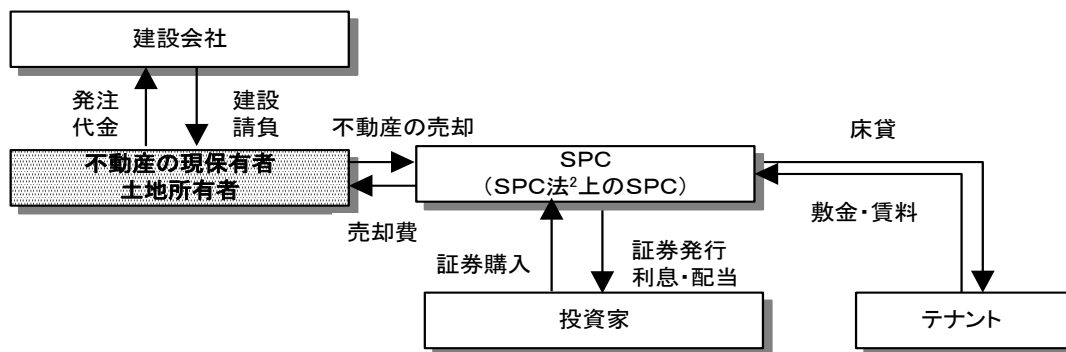 建設会社
発注
代金
建設
請負
不動産の売却
床貸
不動産の現保有者
土地所有者
SPC
(SPC法2上のSPC)
売却費
敷金・賃料
証券購入
証券発行
利息・配当
投資家
テナント